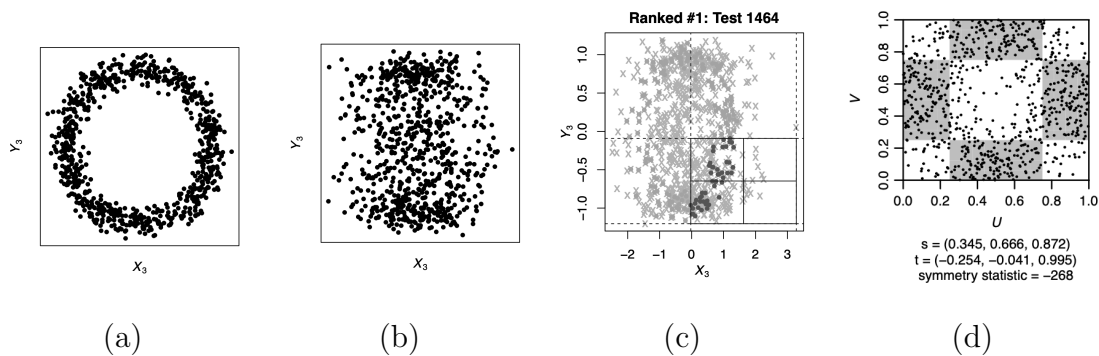 Y3
X3
(a)
Y3
X3
(b)
Ranked #1: Test 1464
Y3
−1.0 −0.5 0.0 0.5 1.0
−2 −1 0 1 2 3
X3
(c)
V
0.0 0.2 0.4 0.6 0.8 1.0
0.0 0.2 0.4 0.6 0.8 1.0
U
s = (0.345, 0.666, 0.872)
t = (−0.254, −0.041, 0.995)
symmetry statistic = −268
(d)